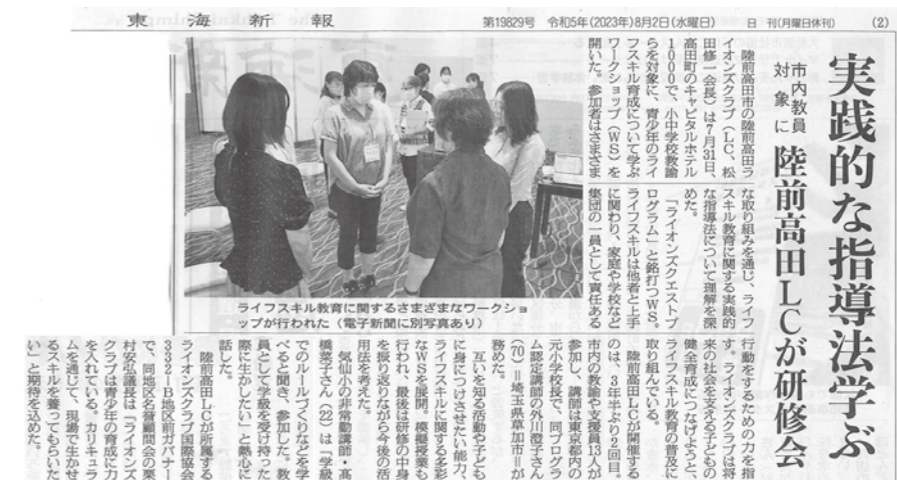 東海新報
第19829号 令和5年(2023年)8月2日(水曜日)
日刊(月曜日休刊)
(2)
実践的な指導法学ぶ
市内教員対象に
陸前高田LCが研修会
陸前高田市の陸前高田ラ
イオンズクラブ(LC、松
田修一会長)は7月31日、
高田町のキャピタルホテル
1000で、小中学校教諭
らを対象に、青少年のライ
フスキル育成について学ぶ
ワークショップ(WS)を
開いた。参加者はさまざま
な取り組みを通じ、ライフ
スキル教育に関する実践的
な指導法について理解を深
めた。
「ライオンズクエストプ
ログラム」と銘打つWS。
ライフスキルは他者と上手
に関わり、家庭や学校など
集団の一員として責任ある
行動をするための力を指
す。ライオンズクラブは将
来の社会を支える子どもの
健全育成につなげようと、
ライフスキル教育の普及に
取り組んでいる。
陸前高田LCが開催する
のは、3年半ぶり2回目。
市内の教諭や支援員13人が
参加し、講師は東京都内の
元小学校長で、同プログラ
ム認定講師の外川澄子さん
(70)=埼玉県草加市=が
務めた。
互いを知る活動や子ども
に身につけさせたい能力、
ライフスキルに関する多彩
なWSを展開。模擬授業も
行われ、最後は研修の中身
を振り返りながら今後の活
用法を考えた。
気仙小の非常勤講師・髙
橋菜子さん(22)は「学級
でのルールづくりなどを学
べると聞き、参加した。教
員として学級を受け持った
際に生かしたい」と熱心に
話した。
陸前高田LCが所属する
ライオンズクラブ国際協会
332-B地区前ガバナー
で、同地区名誉顧問会の東
村安弘議長は「ライオンズ
クラブは青少年の育成に力
を入れている。カリキュラ
ムを通じて、現場で生かせ
るスキルを養ってもらいた
い」と期待を込めた。
ライフスキル教育に関するさまざまなワークショ
ップが行われた(電子新聞に別写真あり)